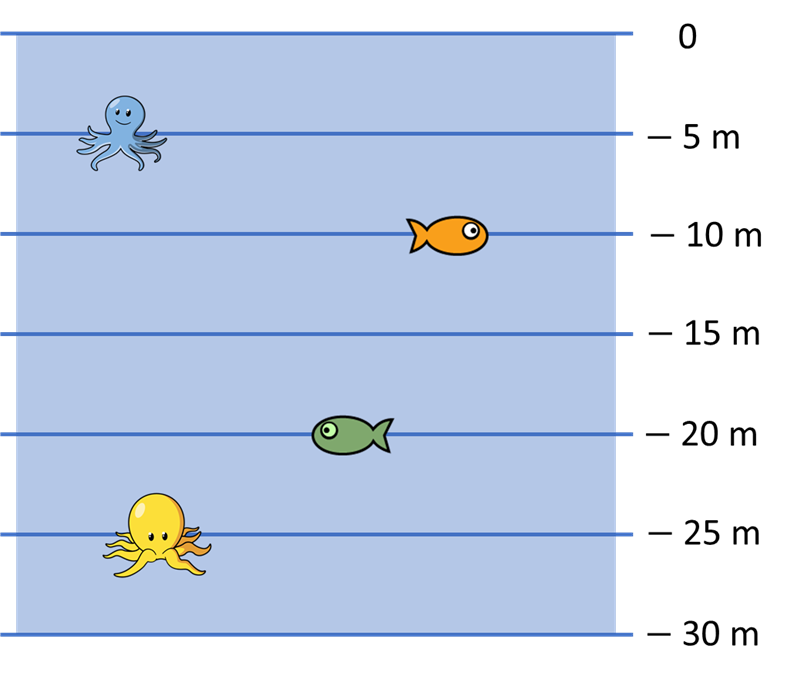 0
— 5 m
— 10 m
— 15 m
— 20 m
— 25 m
— 30 m